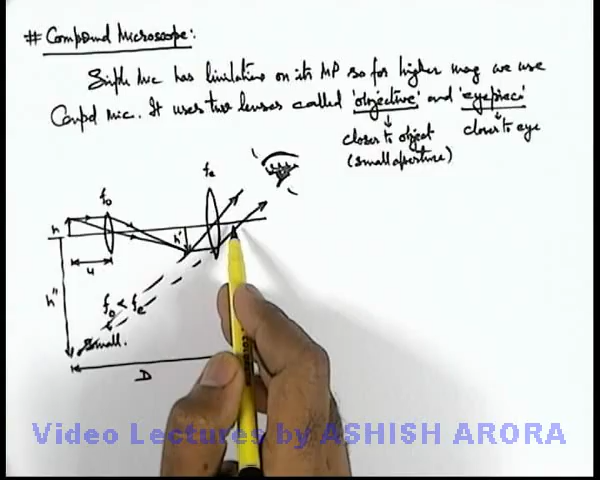 # Compound Microscope:
Simple Mic has limitation on its MP so for higher mag we use
Compd Mic. It uses two lenses called 'objective' and 'eyepiece'
closer to object
(small aperture)
closer to eye
fe
fo
h
h'
u
h"
fo < fe
small.
D
Video Lectures by ASHISH ARORA